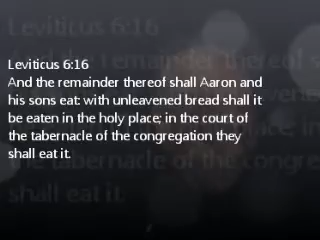 Leviticus 6:16
And the remainder thereof shall Aaron and
his sons eat: with unleavened bread shall it
be eaten in the holy place; in the court of
the tabernacle of the congregation they
shall eat it.